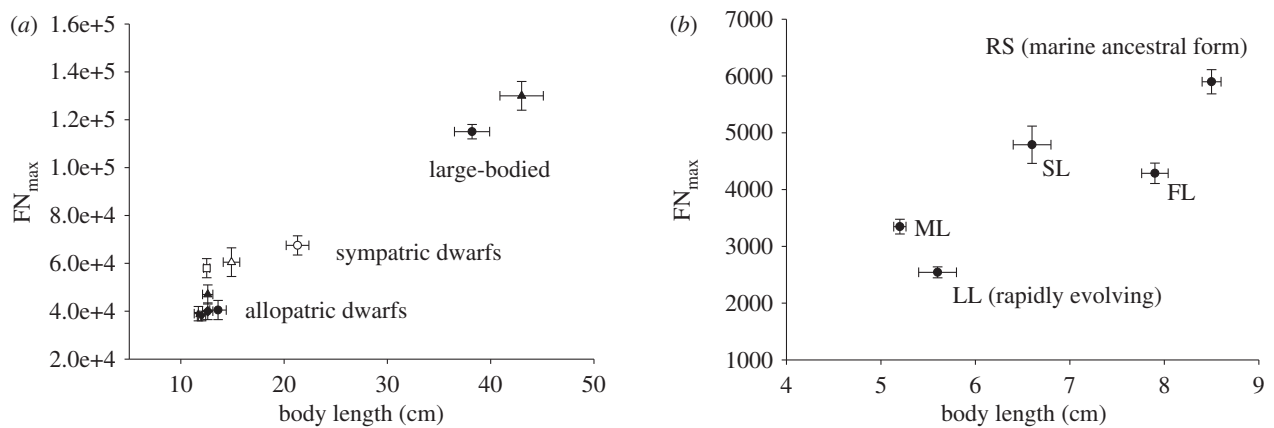 (a)
1.6e+5
1.4e+5
1.2e+5
1.0e+5
8.0e+4
6.0e+4
4.0e+4
2.0e+4
FN_max
large-bodied
sympatric dwarfs
allopatric dwarfs
10 20 30 40 50
body length (cm)
(b)
7000
6000
5000
4000
3000
2000
1000
FN_max
RS (marine ancestral form)
SL
FL
ML
LL (rapidly evolving)
4 5 6 7 8 9
body length (cm)